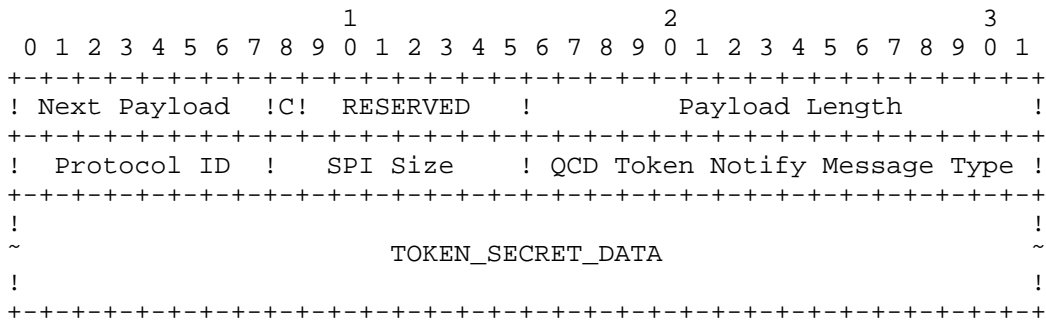 1                   2                   3
 0 1 2 3 4 5 6 7 8 9 0 1 2 3 4 5 6 7 8 9 0 1 2 3 4 5 6 7 8 9 0 1
+-+-+-+-+-+-+-+-+-+-+-+-+-+-+-+-+-+-+-+-+-+-+-+-+-+-+-+-+-+-+-+-+
! Next Payload  !C!  RESERVED   !         Payload Length        !
+-+-+-+-+-+-+-+-+-+-+-+-+-+-+-+-+-+-+-+-+-+-+-+-+-+-+-+-+-+-+-+-+
!  Protocol ID  !   SPI Size    ! QCD Token Notify Message Type !
+-+-+-+-+-+-+-+-+-+-+-+-+-+-+-+-+-+-+-+-+-+-+-+-+-+-+-+-+-+-+-+-+
!                                                               !
~                       TOKEN_SECRET_DATA                       ~
!                                                               !
+-+-+-+-+-+-+-+-+-+-+-+-+-+-+-+-+-+-+-+-+-+-+-+-+-+-+-+-+-+-+-+-+